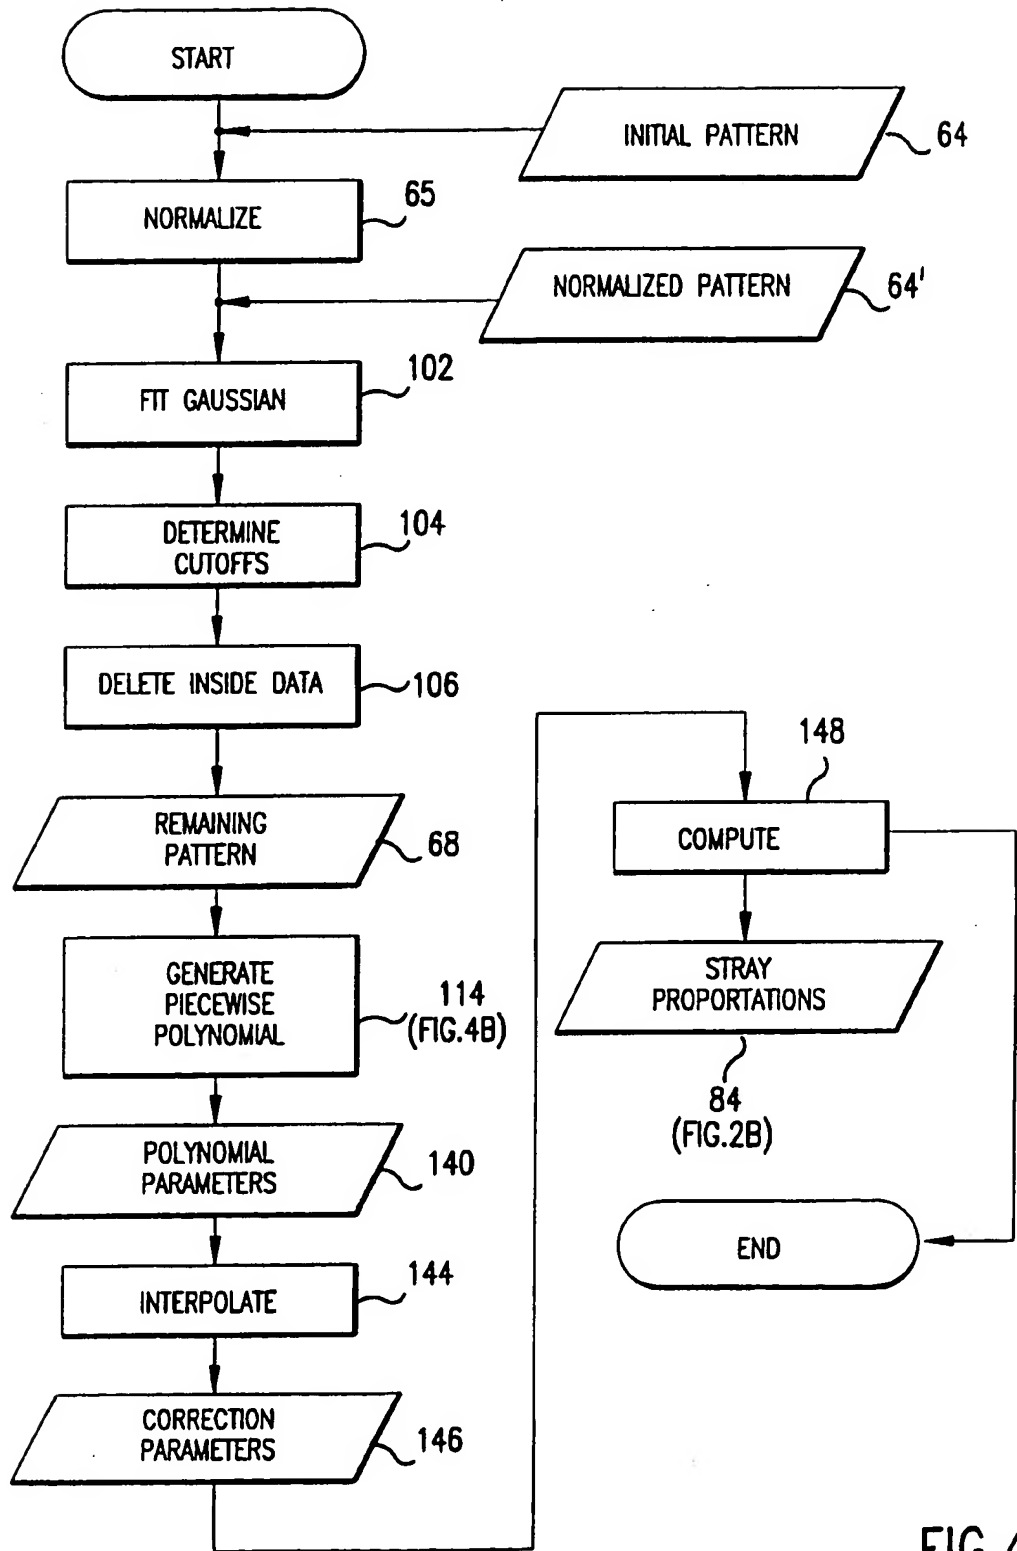 START
INITIAL PATTERN
64
NORMALIZE
65
NORMALIZED PATTERN
64'
FIT GAUSSIAN
102
DETERMINE
CUTOFFS
104
DELETE INSIDE DATA
106
REMAINING
PATTERN
68
GENERATE
PIECEWISE
POLYNOMIAL
114
(FIG.4B)
POLYNOMIAL
PARAMETERS
140
INTERPOLATE
144
CORRECTION
PARAMETERS
146
COMPUTE
148
STRAY
PROPORTATIONS
84
(FIG.2B)
END